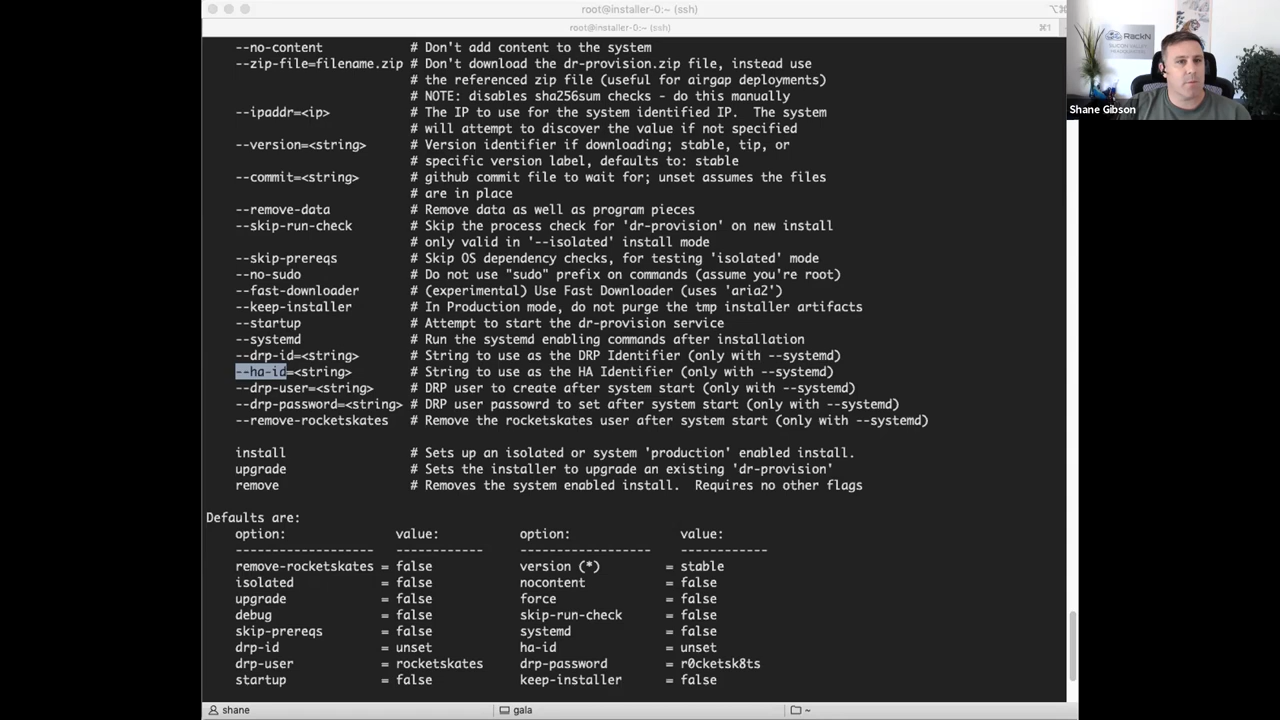 root@installer-0:~ (ssh)
root@installer-0:~ (ssh)
⌘1
--no-content # Don't add content to the system
--zip-file=filename.zip # Don't download the dr-provision.zip file, instead use
# the referenced zip file (useful for airgap deployments)
# NOTE: disables sha256sum checks - do this manually
--ipaddr=<ip> # The IP to use for the system identified IP.  The system
# will attempt to discover the value if not specified
--version=<string> # Version identifier if downloading; stable, tip, or
# specific version label, defaults to: stable
--commit=<string> # github commit file to wait for; unset assumes the files
# are in place
--remove-data # Remove data as well as program pieces
--skip-run-check # Skip the process check for 'dr-provision' on new install
# only valid in '--isolated' install mode
--skip-prereqs # Skip OS dependency checks, for testing 'isolated' mode
--no-sudo # Do not use "sudo" prefix on commands (assume you're root)
--fast-downloader # (experimental) Use Fast Downloader (uses 'aria2')
--keep-installer # In Production mode, do not purge the tmp installer artifacts
--startup # Attempt to start the dr-provision service
--systemd # Run the systemd enabling commands after installation
--drp-id=<string> # String to use as the DRP Identifier (only with --systemd)
--ha-id=<string> # String to use as the HA Identifier (only with --systemd)
--drp-user=<string> # DRP user to create after system start (only with --systemd)
--drp-password=<string> # DRP user passowrd to set after system start (only with --systemd)
--remove-rocketskates # Remove the rocketskates user after system start (only with --systemd)
install # Sets up an isolated or system 'production' enabled install.
upgrade # Sets the installer to upgrade an existing 'dr-provision'
remove # Removes the system enabled install.  Requires no other flags
Defaults are:
option: value: option: value:
------------------- ------------ ------------------ ------------
remove-rocketskates = false version (*) = stable
isolated = false nocontent = false
upgrade = false force = false
debug = false skip-run-check = false
skip-prereqs = false systemd = false
drp-id = unset ha-id = unset
drp-user = rocketskates drp-password = r0cketsk8ts
startup = false keep-installer = false
shane gala ~
RackN
Shane Gibson